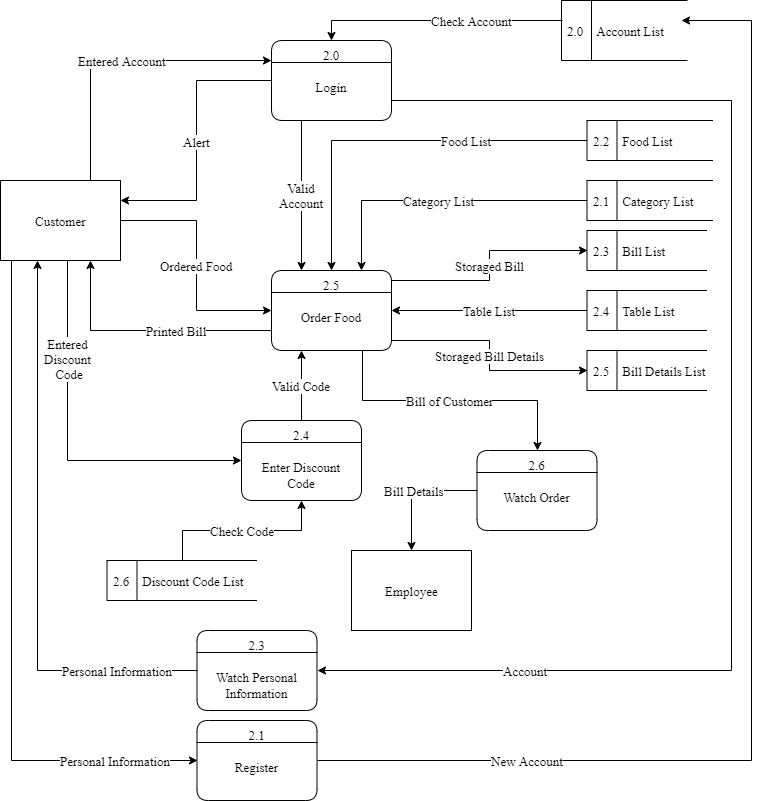 Check Account
2.0
Account List
2.0
Login
Entered Account
Alert
2.2
Food List
Food List
Valid
Account
2.1
Category List
Category List
Customer
2.3
Bill List
Storaged Bill
Ordered Food
2.5
Order Food
2.4
Table List
Table List
Printed Bill
Entered
Discount
Code
Storaged Bill Details
2.5
Bill Details List
Valid Code
Bill of Customer
2.4
Enter Discount
Code
2.6
Watch Order
Bill Details
Check Code
2.6
Discount Code List
Employee
2.3
Watch Personal
Information
Personal Information
Account
2.1
Register
Personal Information
New Account